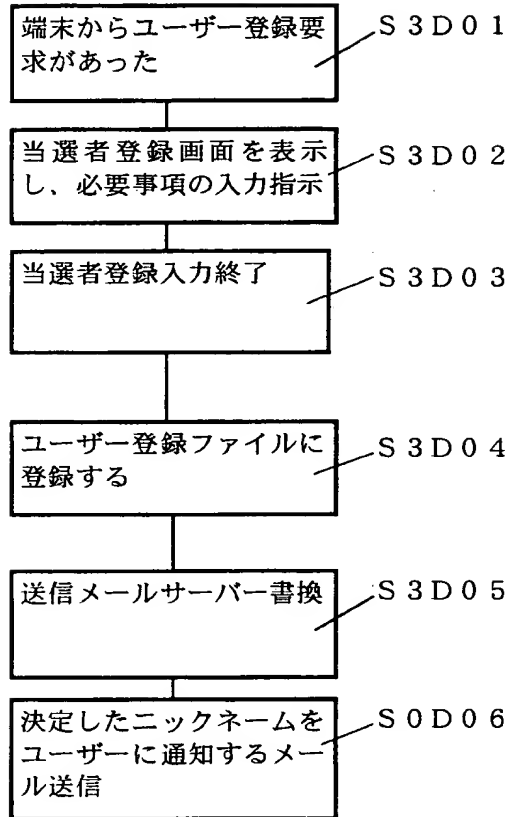 端末からユーザー登録要
求があった
S3D01
当選者登録画面を表示
し、必要事項の入力指示
S3D02
当選者登録入力終了
S3D03
ユーザー登録ファイルに
登録する
S3D04
送信メールサーバー書換
S3D05
決定したニックネームを
ユーザーに通知するメー
ル送信
S0D06